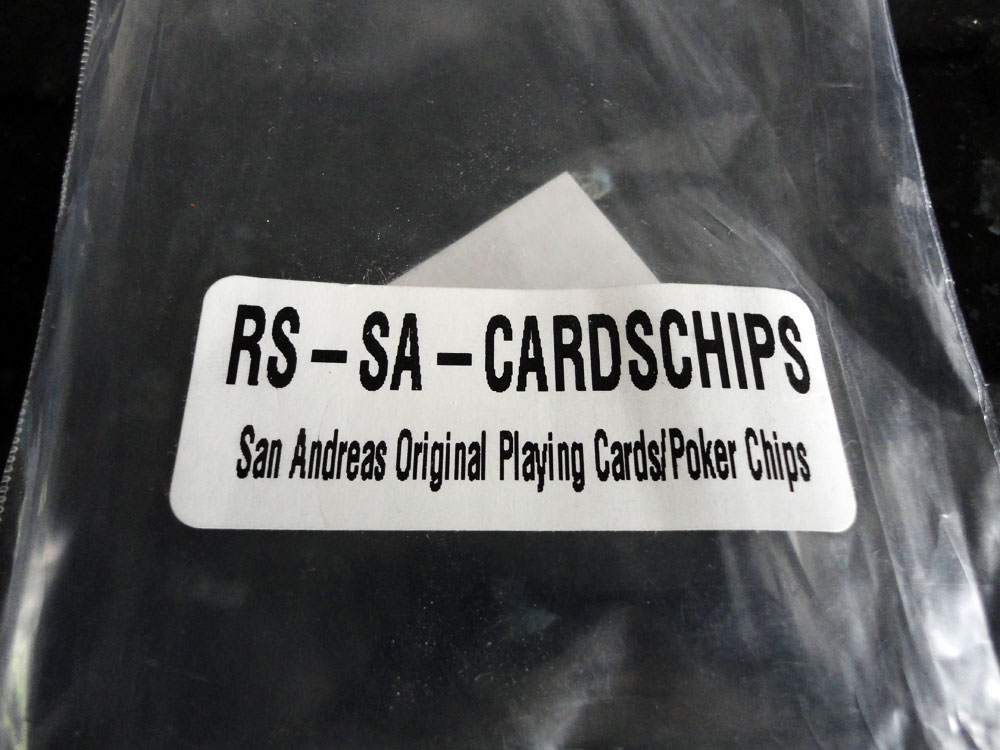 RS – SA – CARDSCHIPS
San Andreas Original Playing Cards/Poker Chips